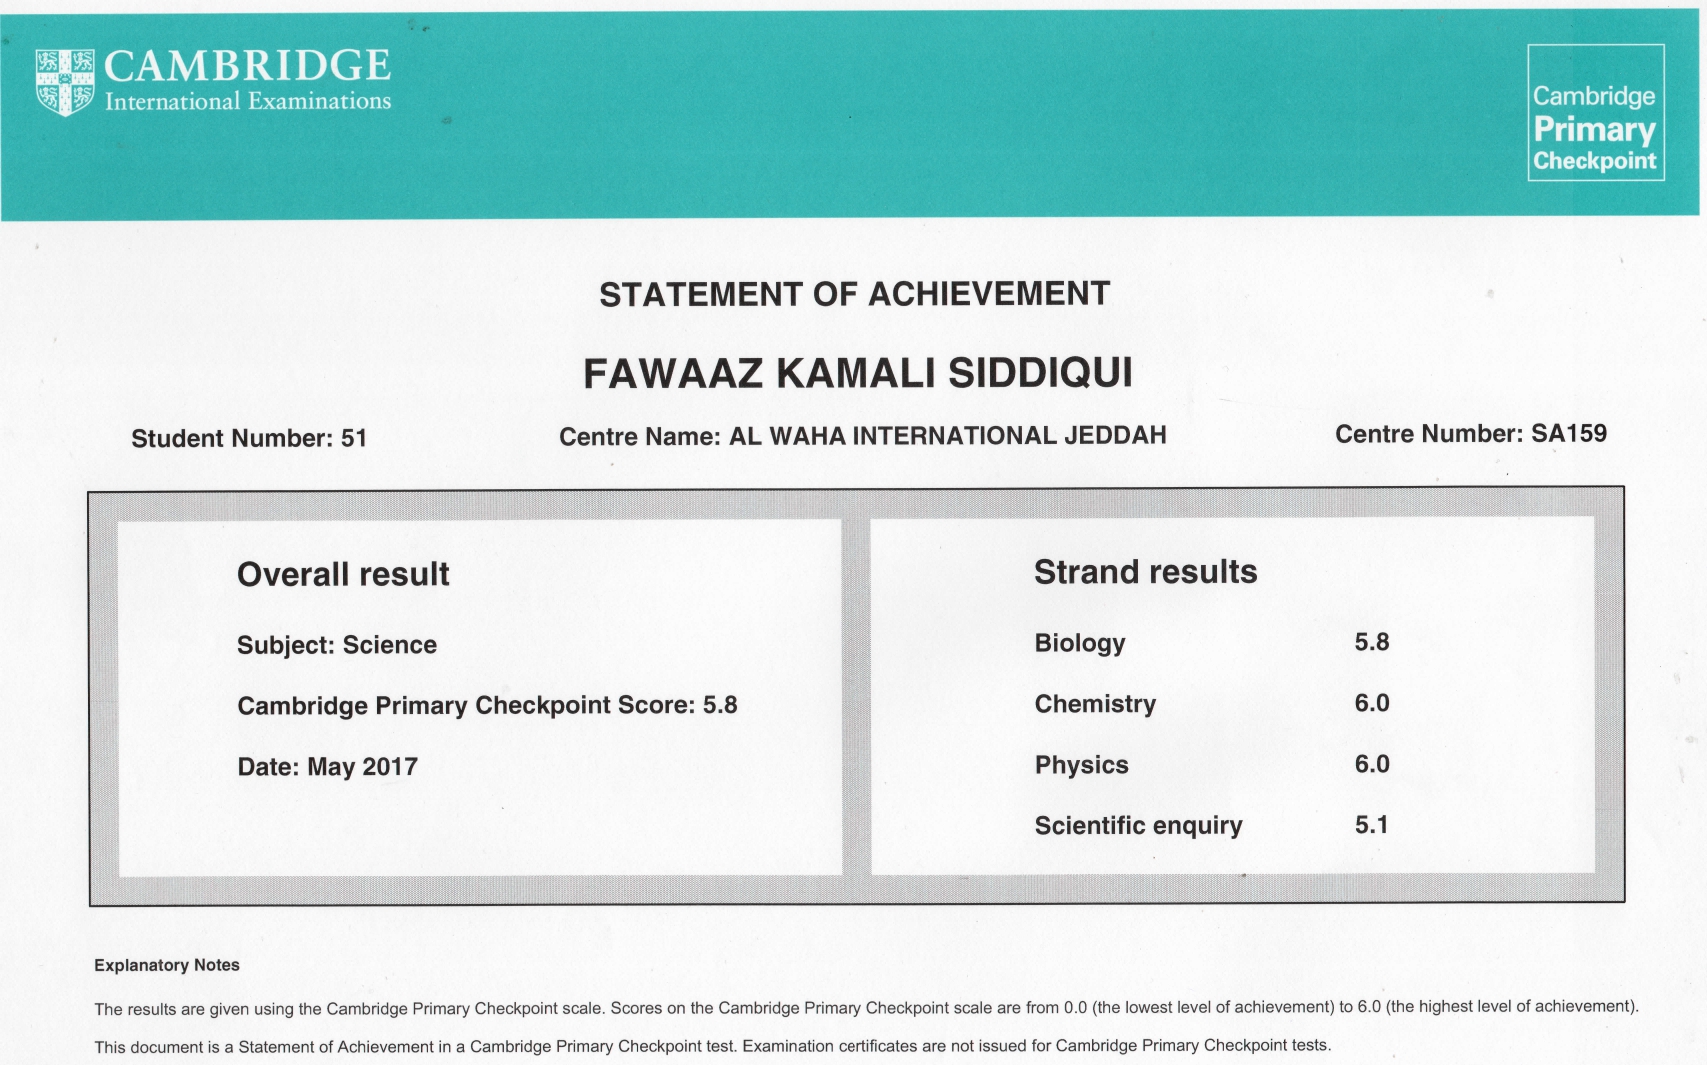 CAMBRIDGE
International Examinations
Cambridge
Primary
Checkpoint
STATEMENT OF ACHIEVEMENT
FAWAAZ KAMALI SIDDIQUI
Student Number: 51 Centre Name: AL WAHA INTERNATIONAL JEDDAH Centre Number: SA159
Overall result
Subject: Science
Cambridge Primary Checkpoint Score: 5.8
Date: May 2017
Strand results
Biology 5.8
Chemistry 6.0
Physics 6.0
Scientific enquiry 5.1
Explanatory Notes
The results are given using the Cambridge Primary Checkpoint scale. Scores on the Cambridge Primary Checkpoint scale are from 0.0 (the lowest level of achievement) to 6.0 (the highest level of achievement).
This document is a Statement of Achievement in a Cambridge Primary Checkpoint test. Examination certificates are not issued for Cambridge Primary Checkpoint tests.